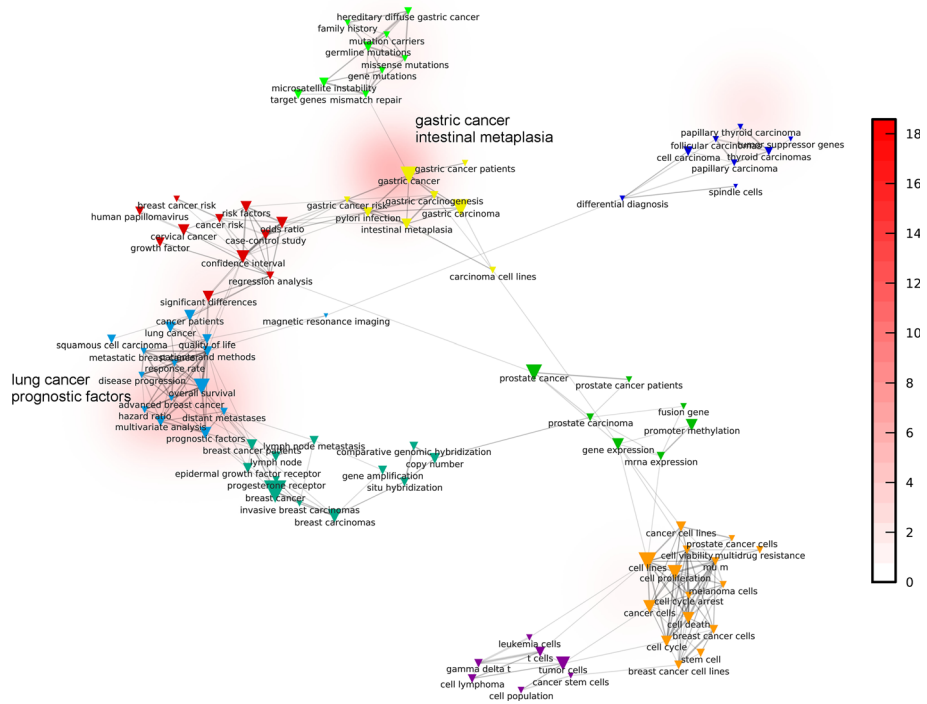 hereditary diffuse gastric cancer
family history
mutation carriers
germline mutations
missense mutations
gene mutations
microsatellite instability
target genes mismatch repair
gastric cancer
intestinal metaplasia
gastric cancer patients
gastric cancer
gastric cancer risk
gastric carcinogenesis
gastric carcinoma
pylori infection
intestinal metaplasia
carcinoma cell lines
papillary thyroid carcinoma
follicular carcinomas
tumor suppressor genes
cell carcinoma
thyroid carcinomas
papillary carcinoma
spindle cells
differential diagnosis
breast cancer risk
human papillomavirus
risk factors
cancer risk
odds ratio
cervical cancer
case-control study
growth factor
confidence interval
regression analysis
significant differences
cancer patients
magnetic resonance imaging
lung cancer
squamous cell carcinoma
quality of life
metastatic breast cancer
patients and methods
response rate
lung cancer
prognostic factors
disease progression
overall survival
advanced breast cancer
hazard ratio
distant metastases
multivariate analysis
prognostic factors
breast cancer patients
lymph node metastasis
lymph node
epidermal growth factor receptor
progesterone receptor
breast cancer
invasive breast carcinomas
breast carcinomas
comparative genomic hybridization
copy number
gene amplification
situ hybridization
prostate cancer
prostate cancer patients
prostate carcinoma
fusion gene
promoter methylation
gene expression
mrna expression
cancer cell lines
prostate cancer cells
cell viability
multidrug resistance
cell lines
mu m
cell proliferation
melanoma cells
cell cycle arrest
cancer cells
cell death
breast cancer cells
cell cycle
stem cell
breast cancer cell lines
leukemia cells
t cells
gamma delta t
tumor cells
cell lymphoma
cancer stem cells
cell population
18
16
14
12
10
8
6
4
2
0